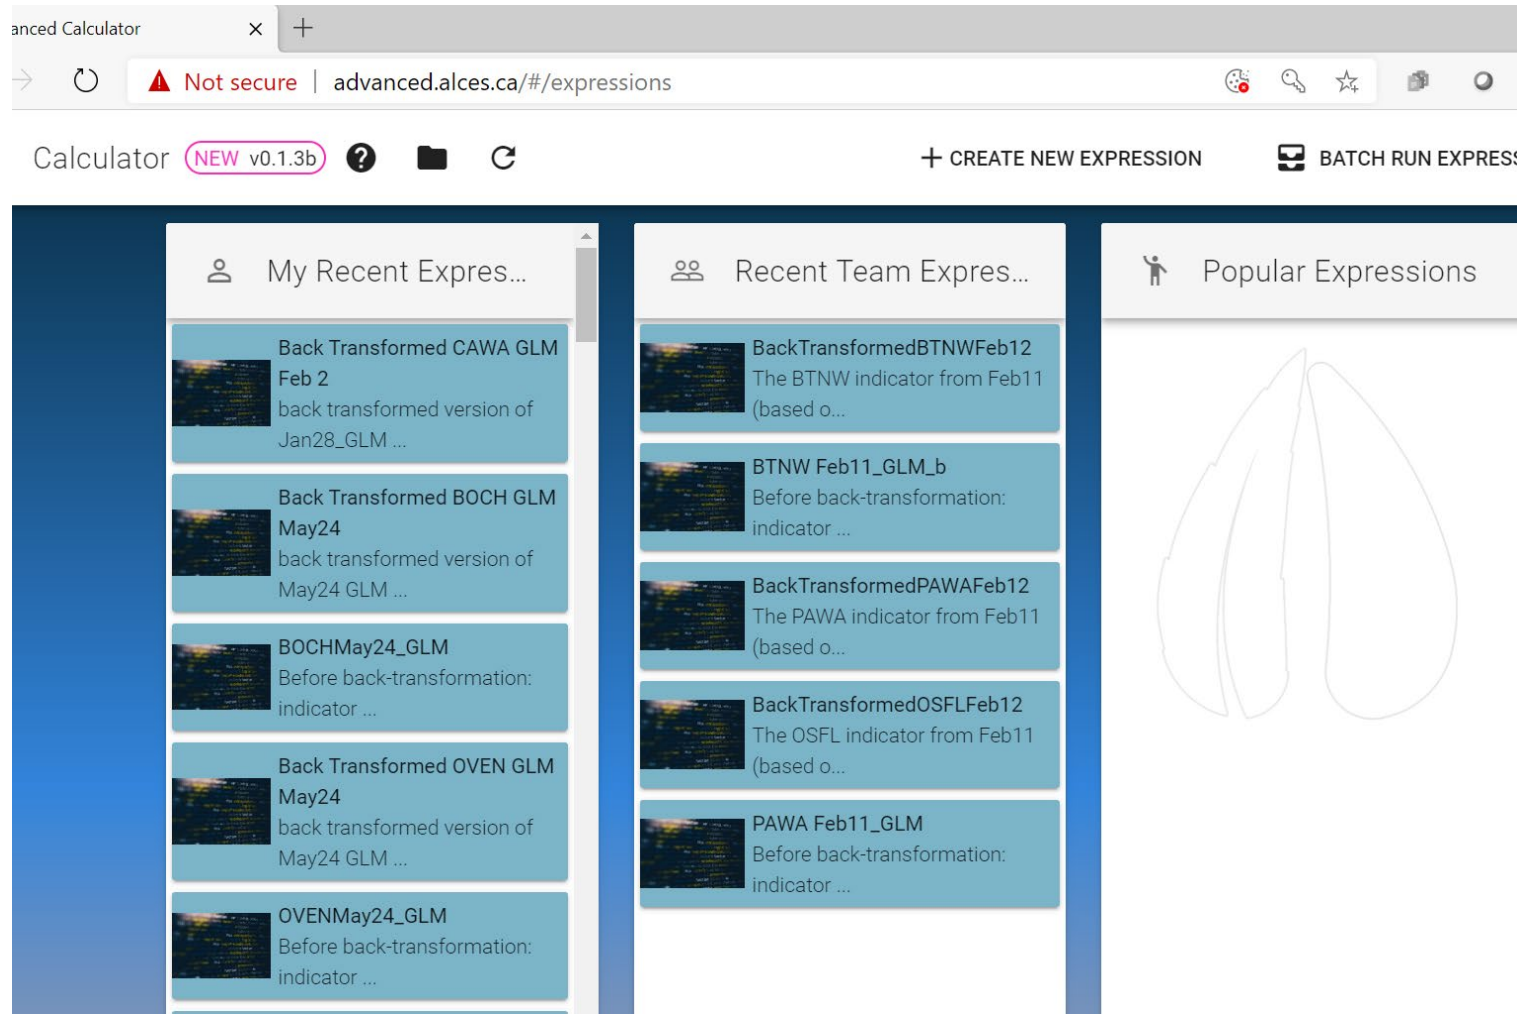 anced Calculator
Not secure | advanced.alces.ca/#/expressions
Calculator NEW v0.1.3b
+ CREATE NEW EXPRESSION
BATCH RUN EXPRESS
My Recent Expres...
Back Transformed CAWA GLM
Feb 2
back transformed version of
Jan28_GLM ...
Back Transformed BOCH GLM
May24
back transformed version of
May24 GLM ...
BOCHMay24_GLM
Before back-transformation:
indicator ...
Back Transformed OVEN GLM
May24
back transformed version of
May24 GLM ...
OVENMay24_GLM
Before back-transformation:
indicator ...
Recent Team Expres...
BackTransformedBTNWFeb12
The BTNW indicator from Feb11
(based o...
BTNW Feb11_GLM_b
Before back-transformation:
indicator ...
BackTransformedPAWAFeb12
The PAWA indicator from Feb11
(based o...
BackTransformedOSFLFeb12
The OSFL indicator from Feb11
(based o...
PAWA Feb11_GLM
Before back-transformation:
indicator ...
Popular Expressions